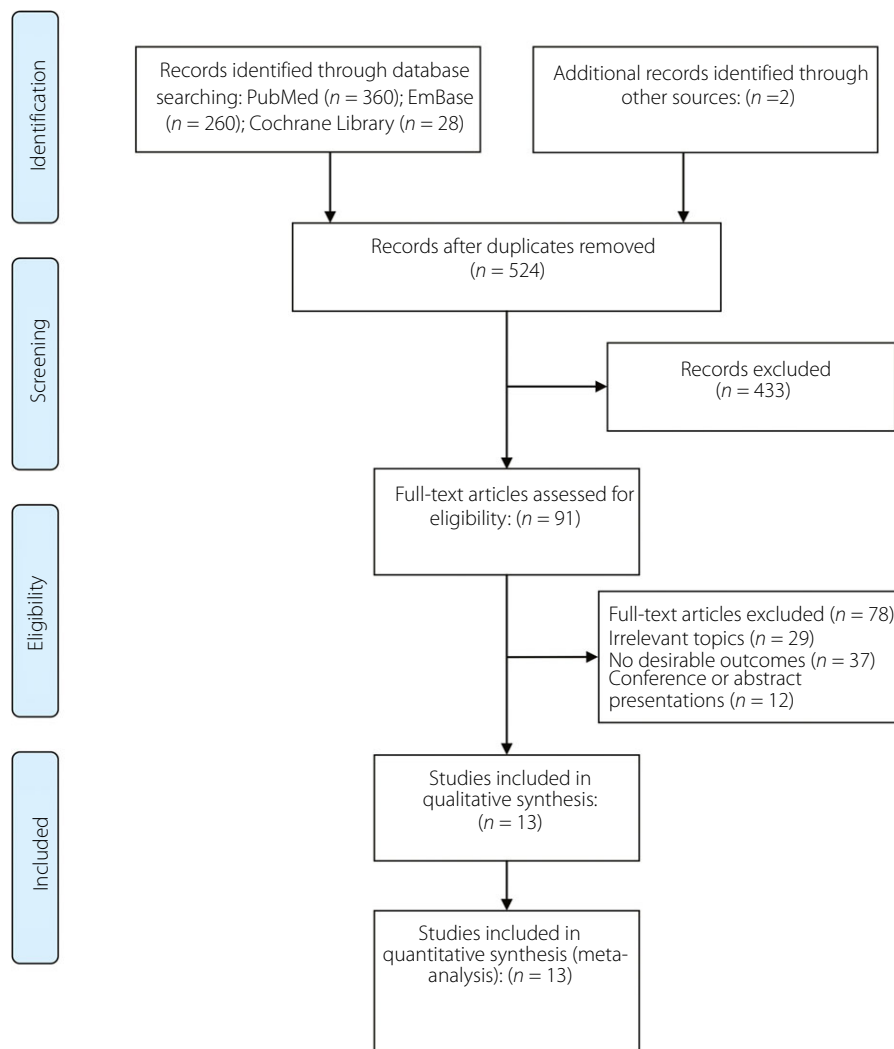 Identification
Records identified through database
searching: PubMed (n = 360); EmBase
(n = 260); Cochrane Library (n = 28)
Additional records identified through
other sources: (n =2)
Records after duplicates removed
(n = 524)
Screening
Records excluded
(n = 433)
Full-text articles assessed for
eligibility: (n = 91)
Eligibility
Full-text articles excluded (n = 78)
Irrelevant topics (n = 29)
No desirable outcomes (n = 37)
Conference or abstract
presentations (n = 12)
Included
Studies included in
qualitative synthesis:
(n = 13)
Studies included in
quantitative synthesis (meta-
analysis): (n = 13)